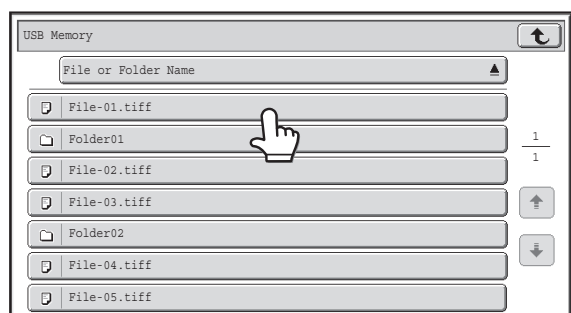 USB Memory
File or Folder Name
File-01.tiff
Folder01
1
1
File-02.tiff
File-03.tiff
Folder02
File-04.tiff
File-05.tiff